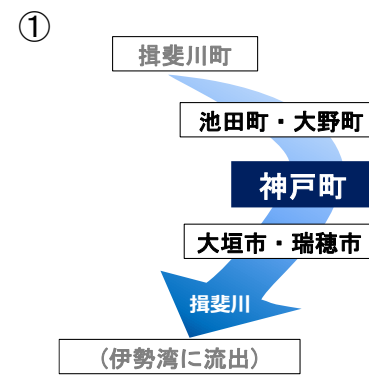 ①
揖斐川町
池田町・大野町
神戸町
大垣市・瑞穂市
揖斐川
(伊勢湾に流出)